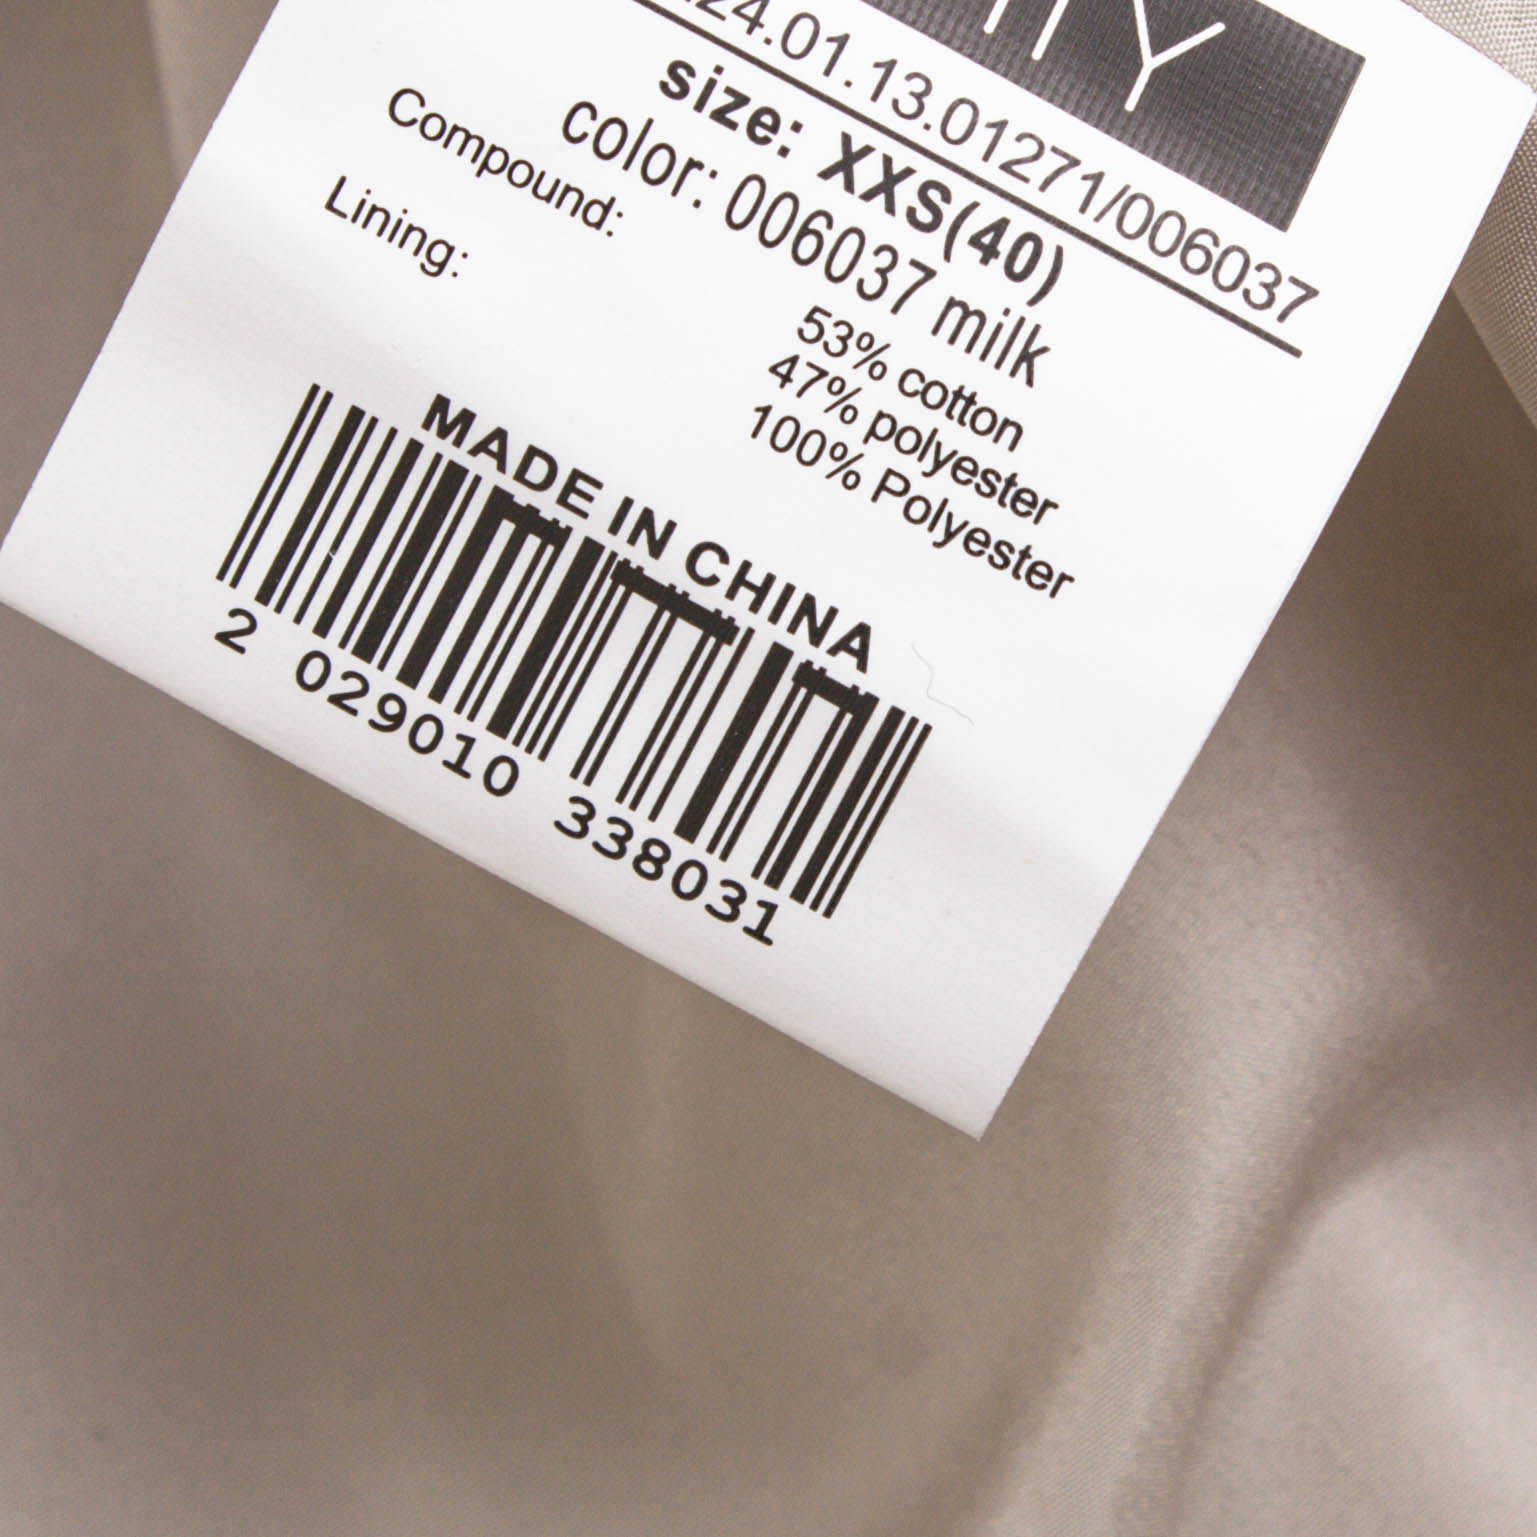 24.01.13.01271/006037
size: XXS(40)
color: 006037 milk
Compound:
53% cotton
47% polyester
Lining:
100% Polyester
MADE IN CHINA
2 029010 338031